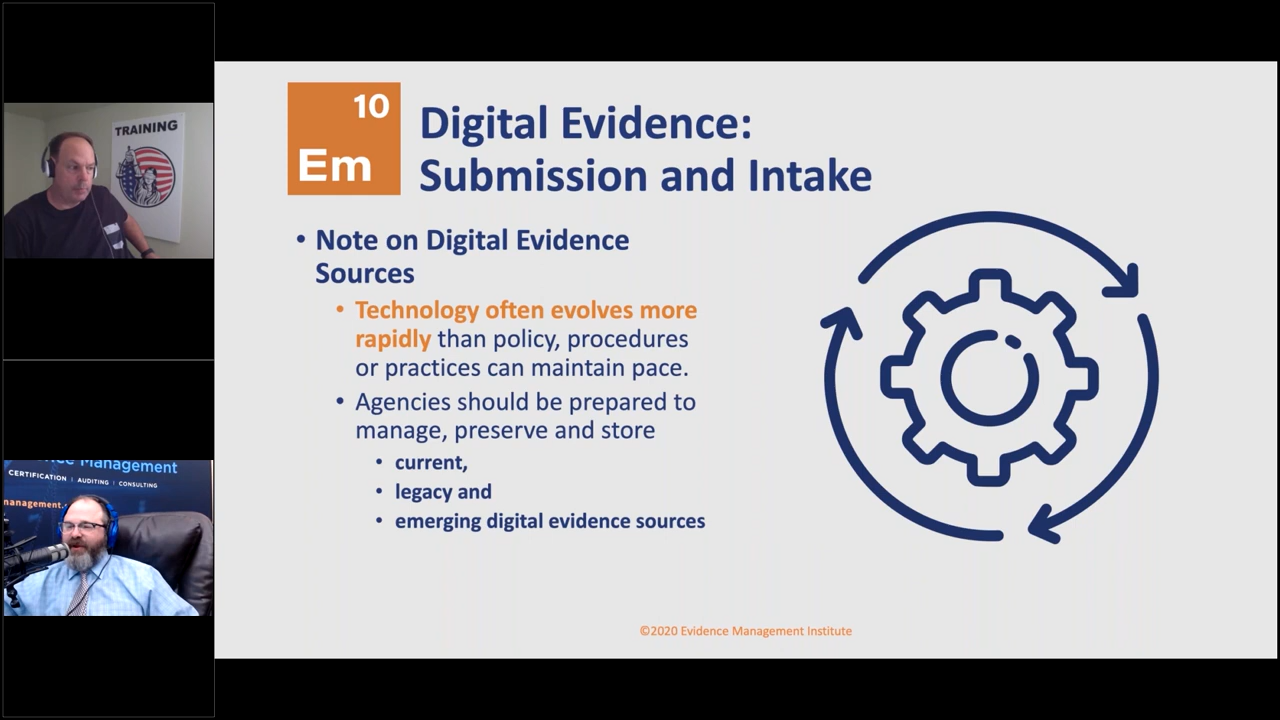 TRAINING
Management
CERTIFICATION | AUDITING | CONSULTING
10
Em
Digital Evidence:
Submission and Intake
• Note on Digital Evidence
Sources
• Technology often evolves more
rapidly than policy, procedures
or practices can maintain pace.
• Agencies should be prepared to
manage, preserve and store
• current,
• legacy and
• emerging digital evidence sources
©2020 Evidence Management Institute